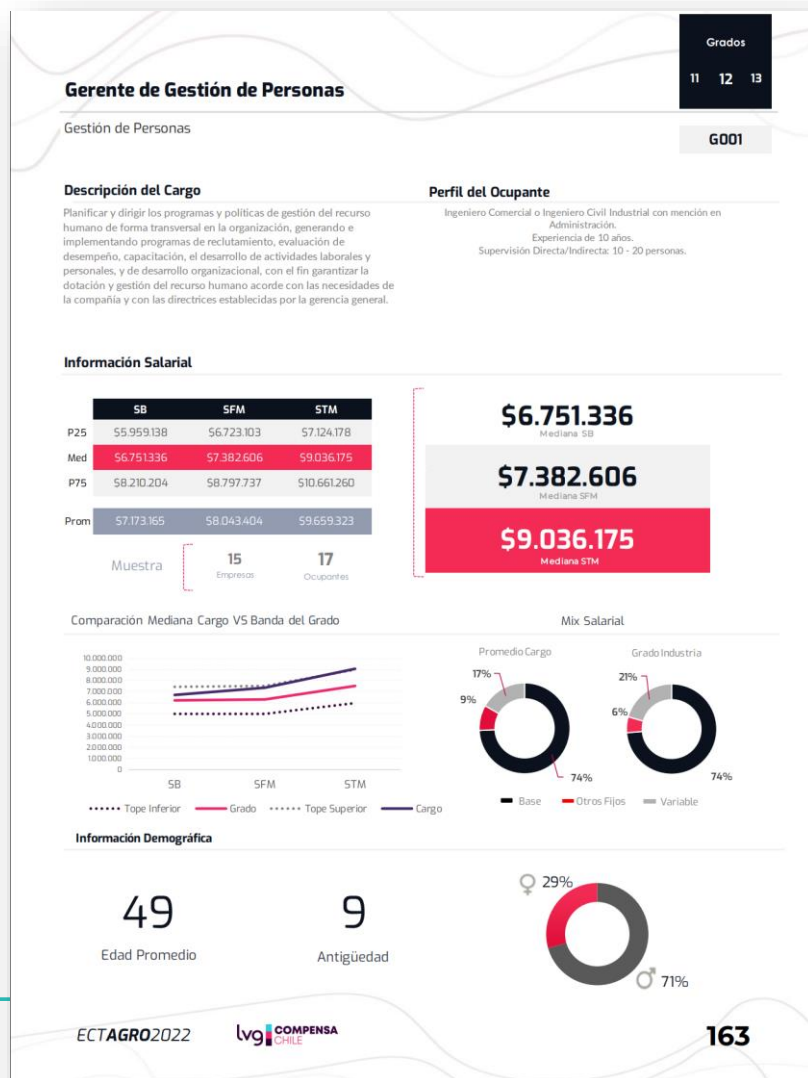 Grados
11 12 13
Gerente de Gestión de Personas
Gestión de Personas
G001
Descripción del Cargo
Planificar y dirigir los programas y políticas de gestión del recurso
humano de forma transversal en la organización, generando e
implementando programas de reclutamiento, evaluación de
desempeño, capacitación, el desarrollo de actividades laborales y
personales, y de desarrollo organizacional, con el fin garantizar la
dotación y gestión del recurso humano acorde con las necesidades de
la compañía y con las directrices establecidas por la gerencia general.
Perfil del Ocupante
Ingeniero Comercial o Ingeniero Civil Industrial con mención en
Administración.
Experiencia de 10 años.
Supervisión Directa/Indirecta: 10 - 20 personas.
Información Salarial
SB SFM STM
P25 $5.959.138 $6.723.103 $7.124.178
Med $6.751.336 $7.382.606 $9.036.175
P75 $8.210.204 $8.797.737 $10.661.260
Prom $7.173.165 $8.043.404 $9.659.323
Muestra
15
Empresas
17
Ocupantes
$6.751.336
Mediana SB
$7.382.606
Mediana SFM
$9.036.175
Mediana STM
Comparación Mediana Cargo VS Banda del Grado
10.000.000
9.000.000
8.000.000
7.000.000
6.000.000
5.000.000
4.000.000
3.000.000
2.000.000
1.000.000
0
SB SFM STM
Tope Inferior Grado Tope Superior Cargo
Mix Salarial
Promedio Cargo
17%
9%
74%
Grado Industria
21%
6%
74%
Base Otros Fijos Variable
Información Demográfica
49
Edad Promedio
9
Antigüedad
29%
71%
ECTAGRO2022
lvg COMPENSA
CHILE
163